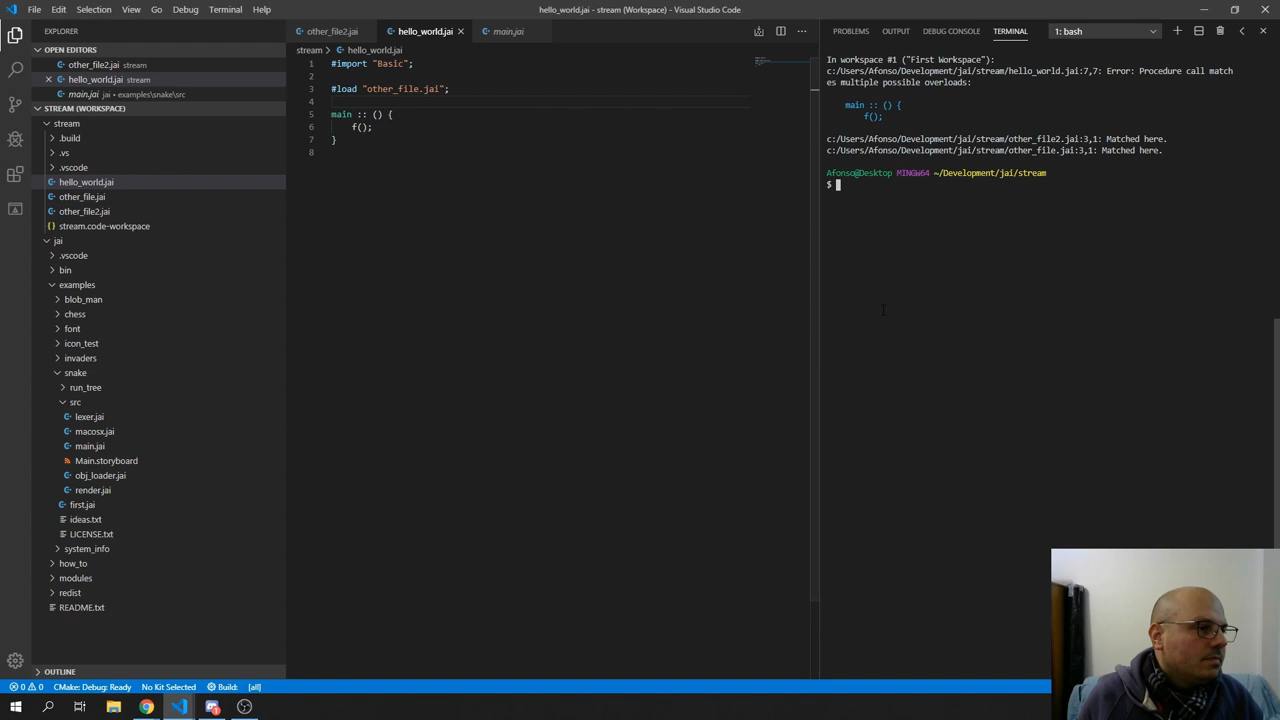 File Edit Selection View Go Debug Terminal Help
hello_world.jai - stream (Workspace) - Visual Studio Code
EXPLORER
OPEN EDITORS
other_file2.jai stream
hello_world.jai stream
main.jai jai • examples\snake\src
STREAM (WORKSPACE)
stream
.build
.vs
.vscode
hello_world.jai
other_file.jai
other_file2.jai
stream.code-workspace
jai
.vscode
bin
examples
blob_man
chess
font
icon_test
invaders
snake
run_tree
src
lexer.jai
macosx.jai
main.jai
Main.storyboard
obj_loader.jai
render.jai
first.jai
ideas.txt
LICENSE.txt
system_info
how_to
modules
redist
README.txt
OUTLINE
other_file2.jai hello_world.jai main.jai
stream > hello_world.jai
1 #import "Basic";
2
3 #load "other_file.jai";
4
5 main :: () {
6 f();
7 }
8
PROBLEMS OUTPUT DEBUG CONSOLE TERMINAL 1: bash
In workspace #1 ("First Workspace"):
c:/Users/Afonso/Development/jai/stream/hello_world.jai:7,7: Error: Procedure call match
es multiple possible overloads:
main :: () {
f();
c:/Users/Afonso/Development/jai/stream/other_file2.jai:3,1: Matched here.
c:/Users/Afonso/Development/jai/stream/other_file.jai:3,1: Matched here.
Afonso@Desktop MINGW64 ~/Development/jai/stream
$
0 0 CMake: Debug: Ready No Kit Selected Build: [all]